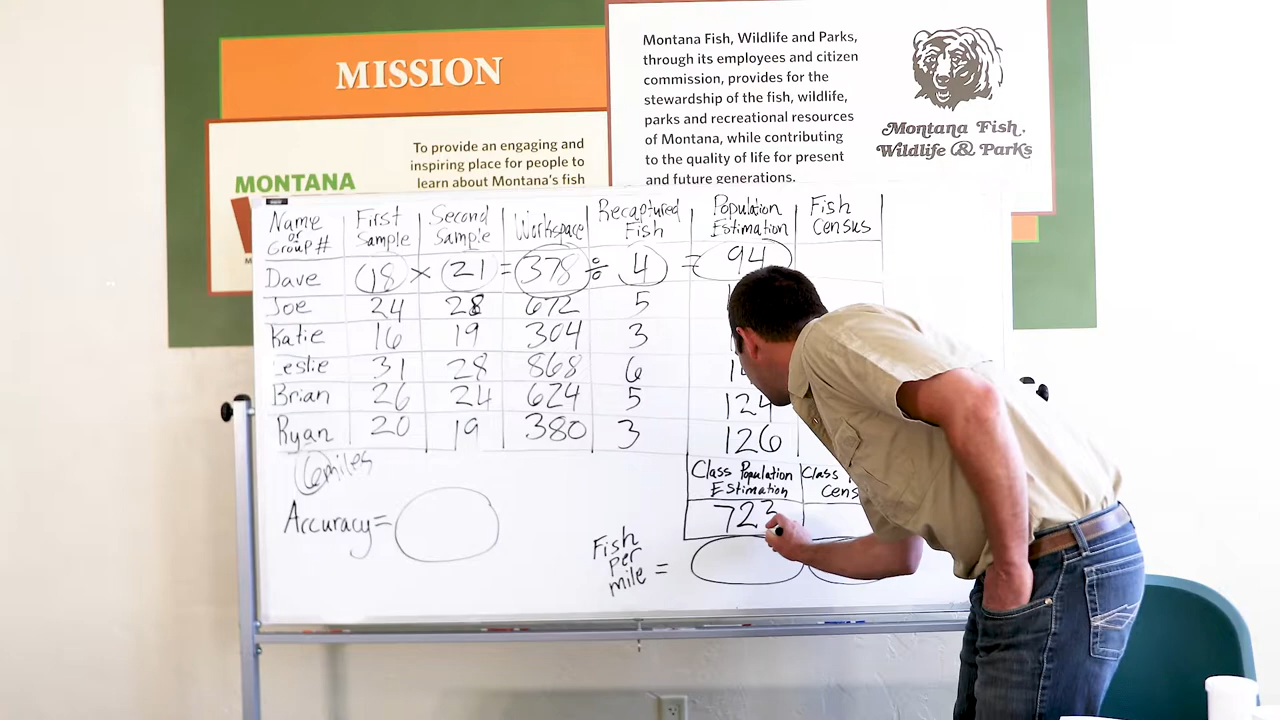 MISSION
To provide an engaging and
inspiring place for people to
learn about Montana's fish
MONTANA
Montana Fish, Wildlife and Parks,
through its employees and citizen
commission, provides for the
stewardship of the fish, wildlife,
parks and recreational resources
of Montana, while contributing
to the quality of life for present
and future generations.
Montana Fish,
Wildlife & Parks
Name or Group # First Sample Second Sample Workspace Recaptured Fish Population Estimation Fish Census
Dave 18 × 21 = 378 ÷ 4 = 94
Joe 24 28 672 5
Katie 16 19 304 3
eslie 31 28 868 6
Brian 26 24 624 5 124
Ryan 20 19 380 3 126
6 miles
Class Population Estimation Class Cens
Accuracy = 722
Fish per mile =